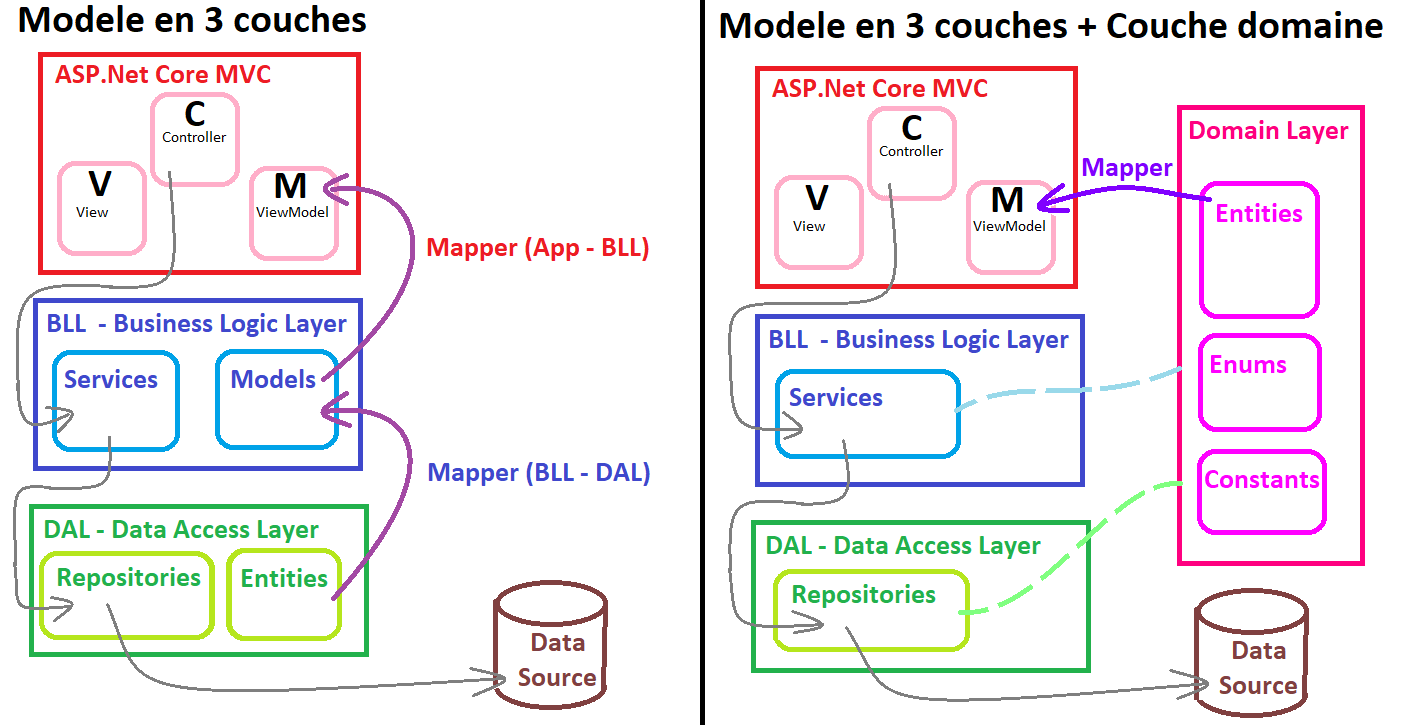 Modele en 3 couches
ASP.Net Core MVC
C
Controller
V
View
M
ViewModel
Mapper (App - BLL)
BLL - Business Logic Layer
Services
Models
Mapper (BLL - DAL)
DAL - Data Access Layer
Repositories
Entities
Data
Source
Modele en 3 couches + Couche domaine
ASP.Net Core MVC
C
Controller
V
View
M
ViewModel
Mapper
Domain Layer
Entities
Enums
Constants
BLL - Business Logic Layer
Services
DAL - Data Access Layer
Repositories
Data
Source